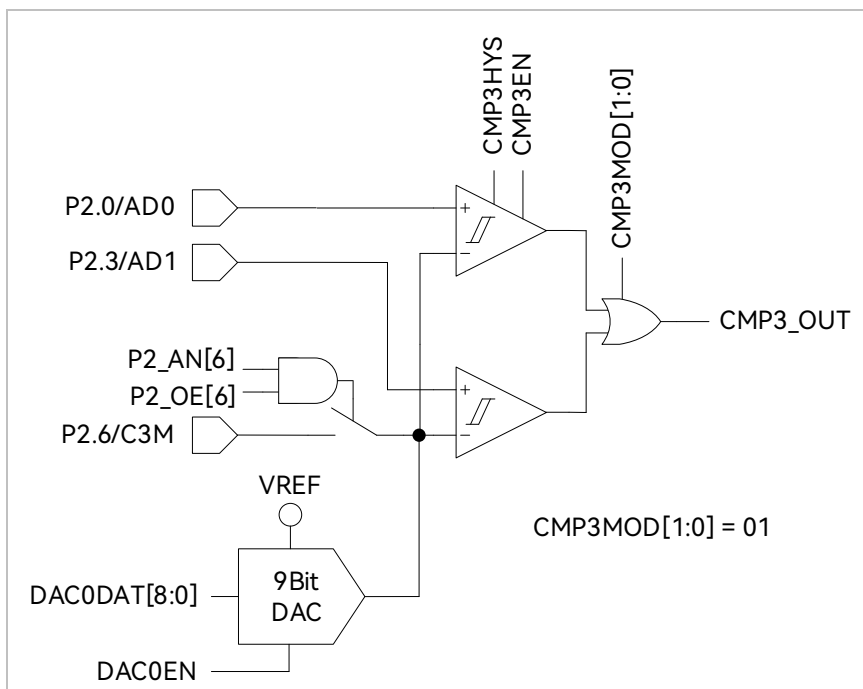 CMP3HYS
CMP3EN
CMP3MOD[1:0]
P2.0/AD0
+
−
P2.3/AD1
CMP3_OUT
P2_AN[6]
P2_OE[6]
+
−
P2.6/C3M
VREF
CMP3MOD[1:0] = 01
9Bit
DAC
DAC0DAT[8:0]
DAC0EN